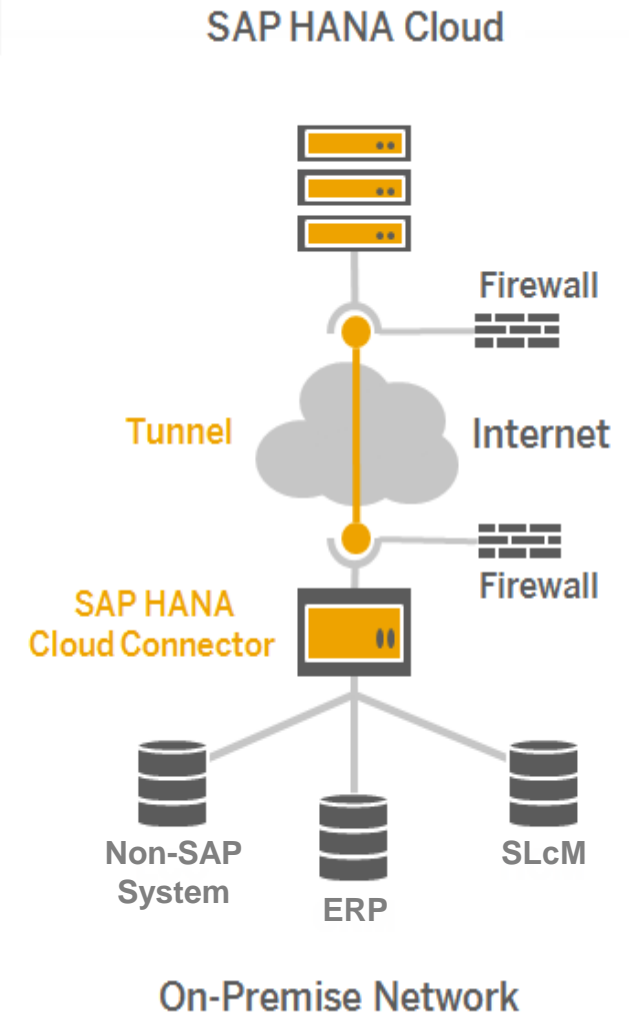 SAP HANA Cloud
Firewall
Tunnel
Internet
Firewall
SAP HANA
Cloud Connector
Non-SAP
System
ERP
SLcM
On-Premise Network